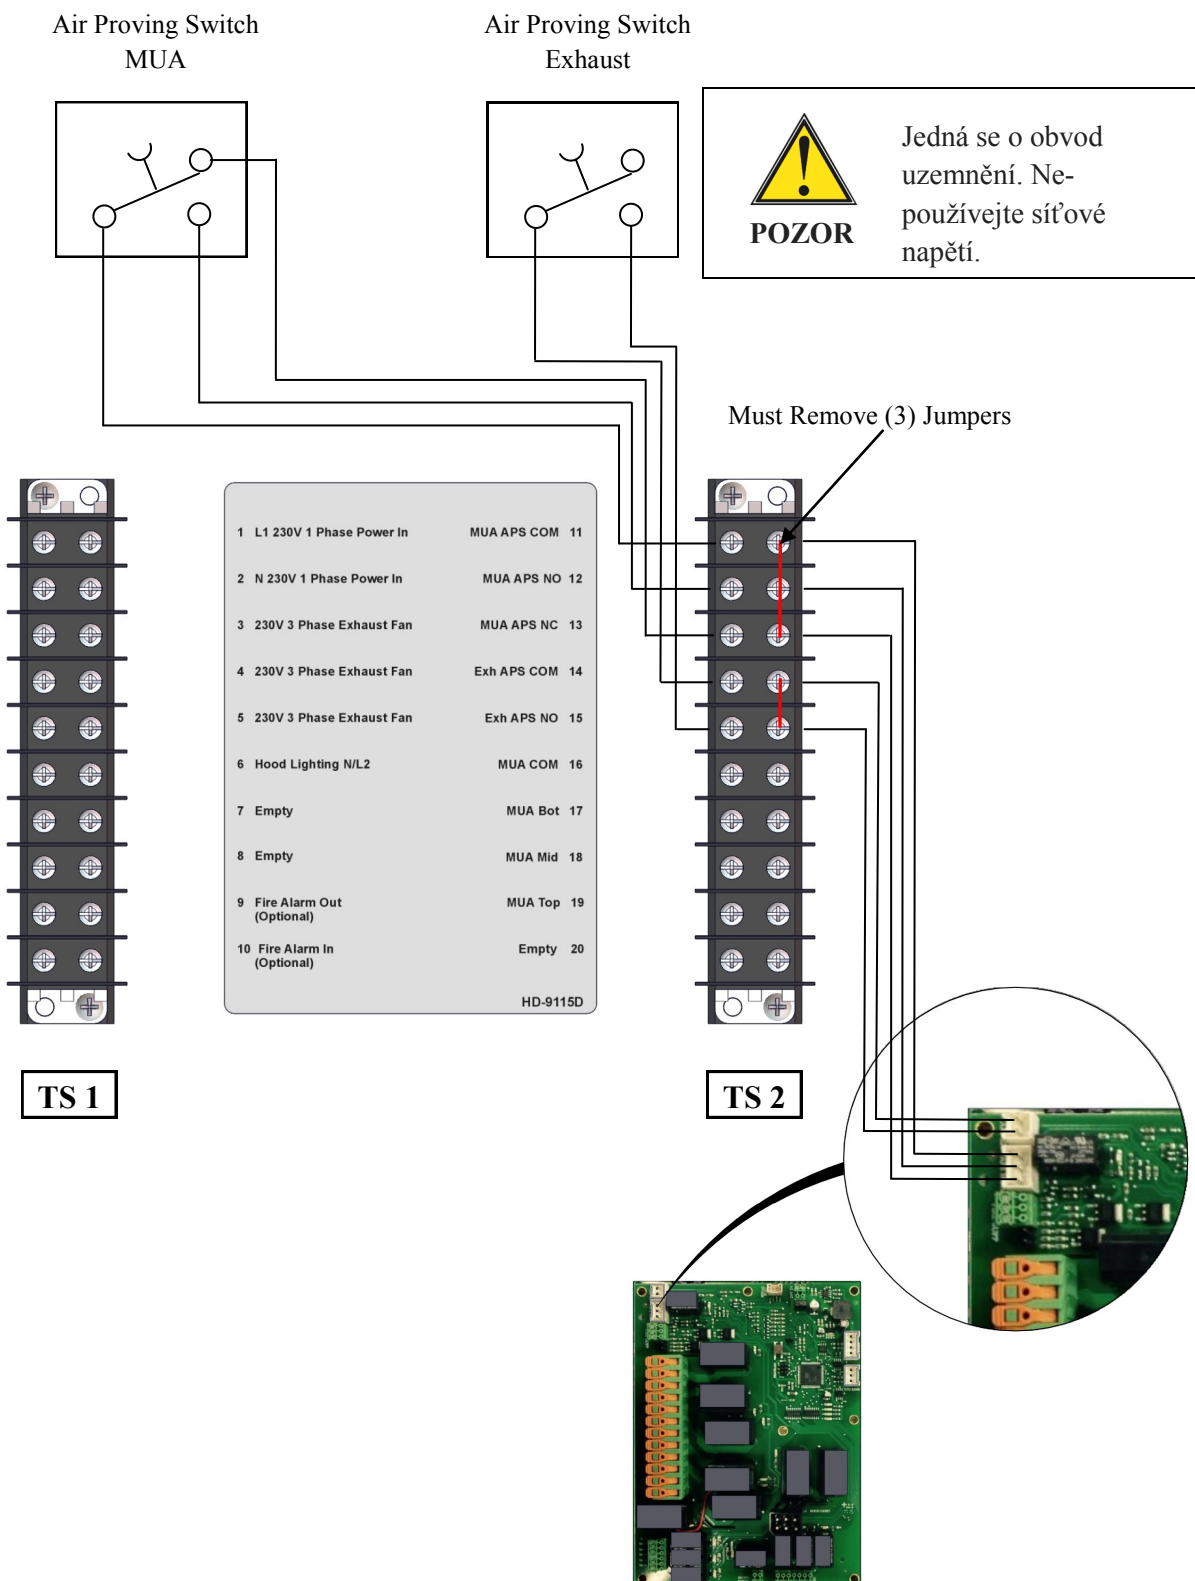 Air Proving Switch
MUA
Air Proving Switch
Exhaust
POZOR
Jedná se o obvod
uzemnění. Ne-
používejte síťové
napětí.
Must Remove (3) Jumpers
1 L1 230V 1 Phase Power In
MUA APS COM 11
2 N 230V 1 Phase Power In
MUA APS NO 12
3 230V 3 Phase Exhaust Fan
MUA APS NC 13
4 230V 3 Phase Exhaust Fan
Exh APS COM 14
5 230V 3 Phase Exhaust Fan
Exh APS NO 15
6 Hood Lighting N/L2
MUA COM 16
7 Empty
MUA Bot 17
8 Empty
MUA Mid 18
9 Fire Alarm Out
(Optional)
MUA Top 19
10 Fire Alarm In
(Optional)
Empty 20
HD-9115D
TS 1
TS 2